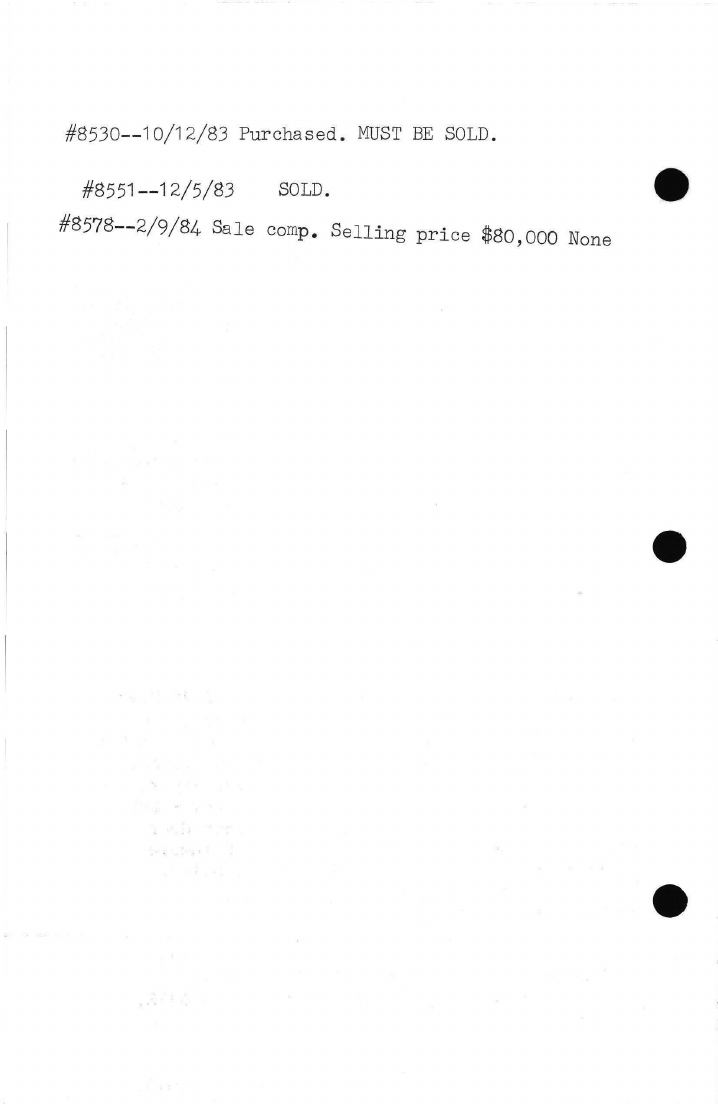 #8530--10/12/83 Purchased. MUST BE SOLD.
#8551--12/5/83 SOLD.
#8578--2/9/84 Sale comp. Selling price $80,000 None